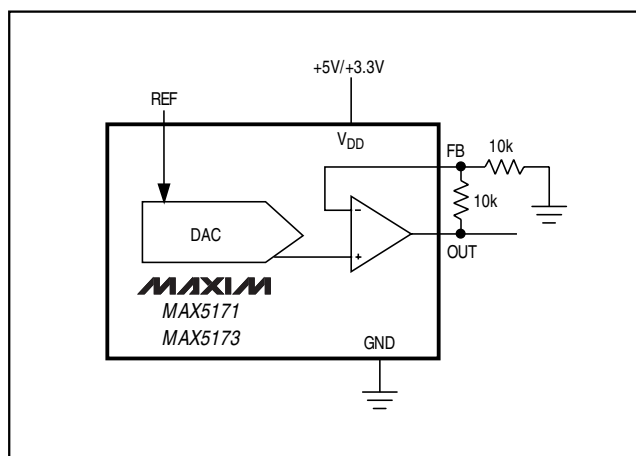 +5V/+3.3V
REF
VDD
FB
10k
10k
DAC
−
+
OUT
MAXIM
MAX5171
MAX5173
GND